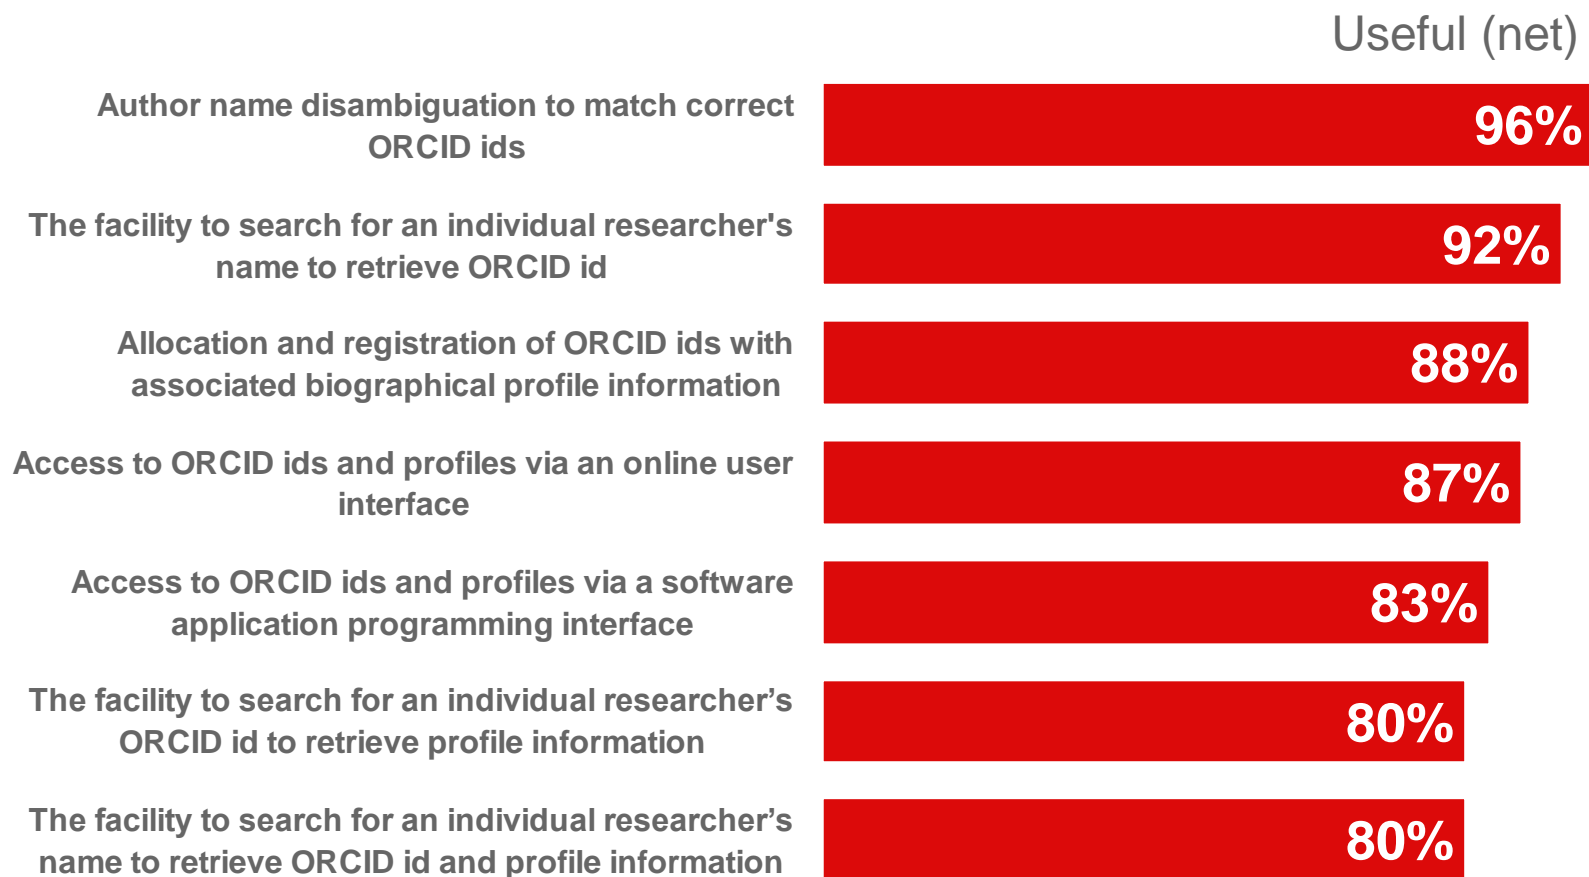 Useful (net)
Author name disambiguation to match correct
ORCID ids
96%
The facility to search for an individual researcher's
name to retrieve ORCID id
92%
Allocation and registration of ORCID ids with
associated biographical profile information
88%
Access to ORCID ids and profiles via an online user
interface
87%
Access to ORCID ids and profiles via a software
application programming interface
83%
The facility to search for an individual researcher’s
ORCID id to retrieve profile information
80%
The facility to search for an individual researcher’s
name to retrieve ORCID id and profile information
80%